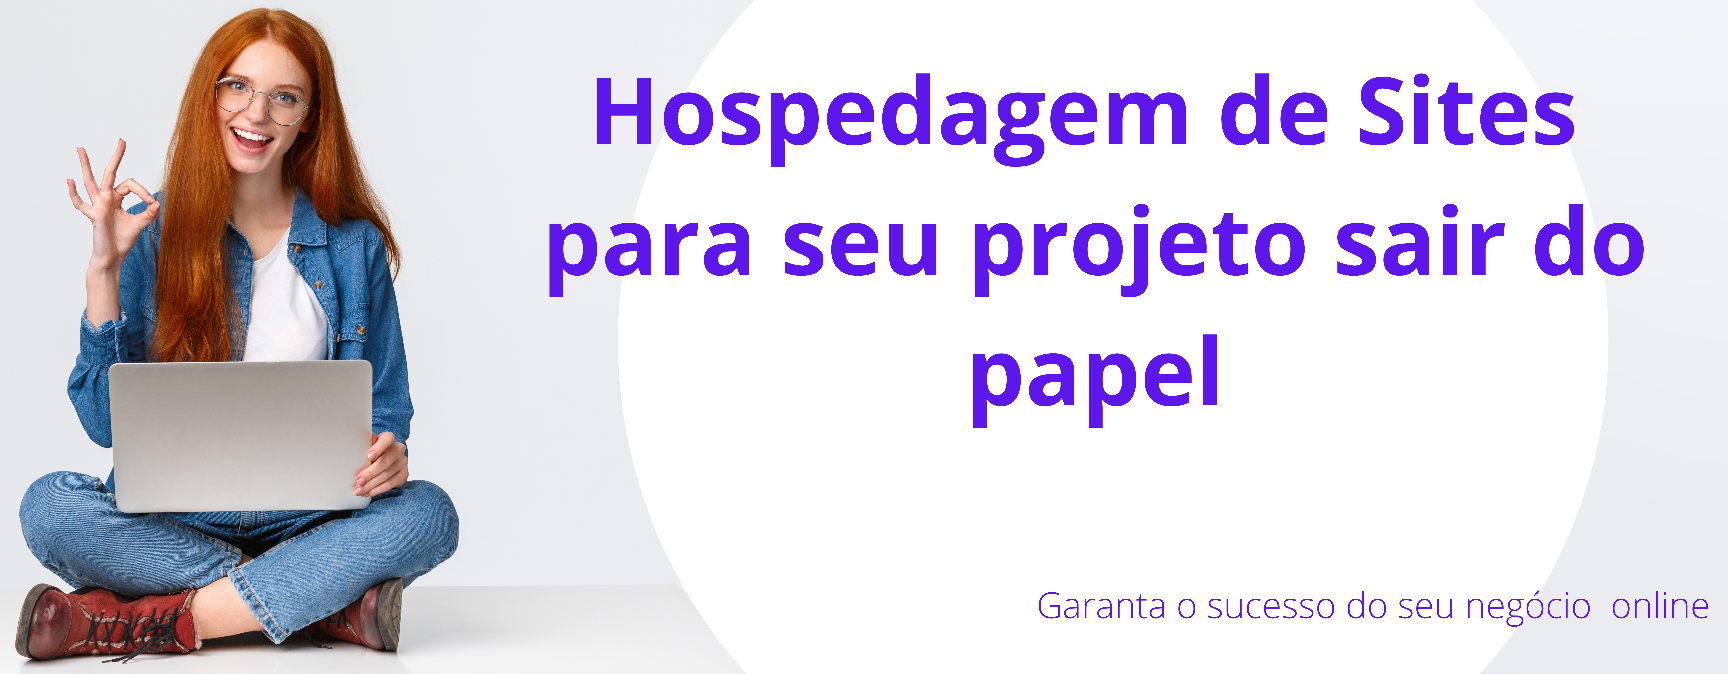 Hospedagem de Sites
para seu projeto sair do
papel
Garanta o sucesso do seu negócio online